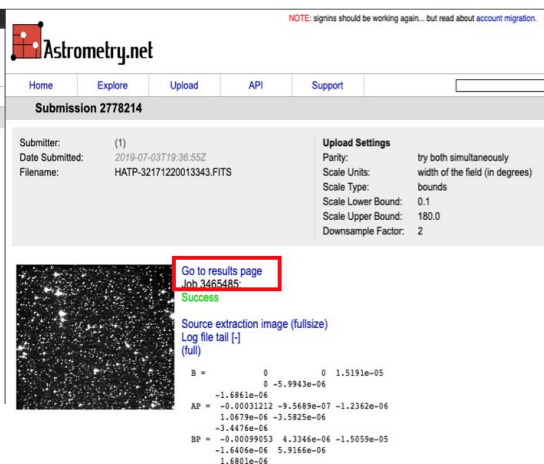 NOTE: signins should be working again... but read about account migration.
Astrometry.net
Home Explore Upload API Support
Submission 2778214
Submitter: (1)
Date Submitted: 2019-07-03T19:36:55Z
Filename: HATP-32171220013343.FITS
Upload Settings
Parity: try both simultaneously
Scale Units: width of the field (in degrees)
Scale Type: bounds
Scale Lower Bound: 0.1
Scale Upper Bound: 180.0
Downsample Factor: 2
Go to results page
Job 3465485:
Success
Source extraction image (fullsize)
Log file tail [-]
(full)
B = 0 0 1.5191e-05
0 -5.9943e-06
-1.6861e-06
AP = -0.00031212 -9.5689e-07 -1.2362e-06
1.0679e-06 -3.5825e-06
-3.4476e-06
BP = -0.00099053 4.3346e-06 -1.5059e-05
-1.6406e-06 5.9166e-06
1.6801e-06